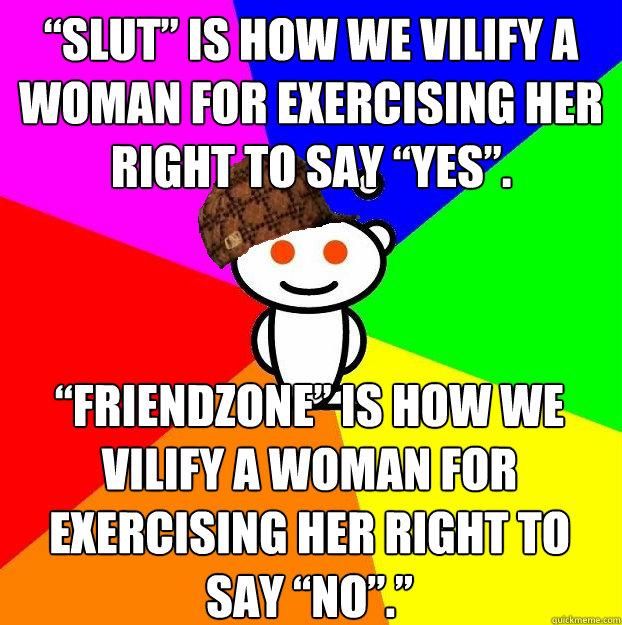 “SLUT” IS HOW WE VILIFY A
WOMAN FOR EXERCISING HER
RIGHT TO SAY “YES”.
“FRIENDZONE” IS HOW WE
VILIFY A WOMAN FOR
EXERCISING HER RIGHT TO
SAY “NO”.”
quickmeme.com